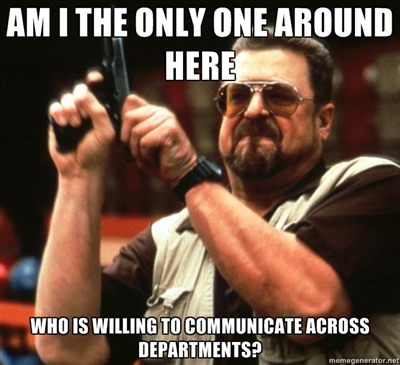 AM I THE ONLY ONE AROUND
HERE
WHO IS WILLING TO COMMUNICATE ACROSS
DEPARTMENTS?
memegenerator.net